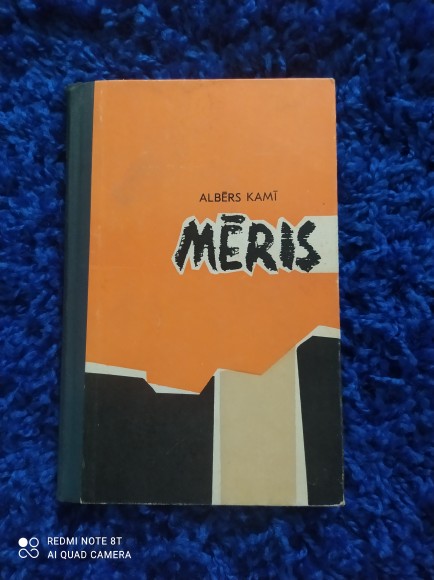 ALBĒRS KAMĪ
MĒRIS
REDMI NOTE 8T
AI QUAD CAMERA